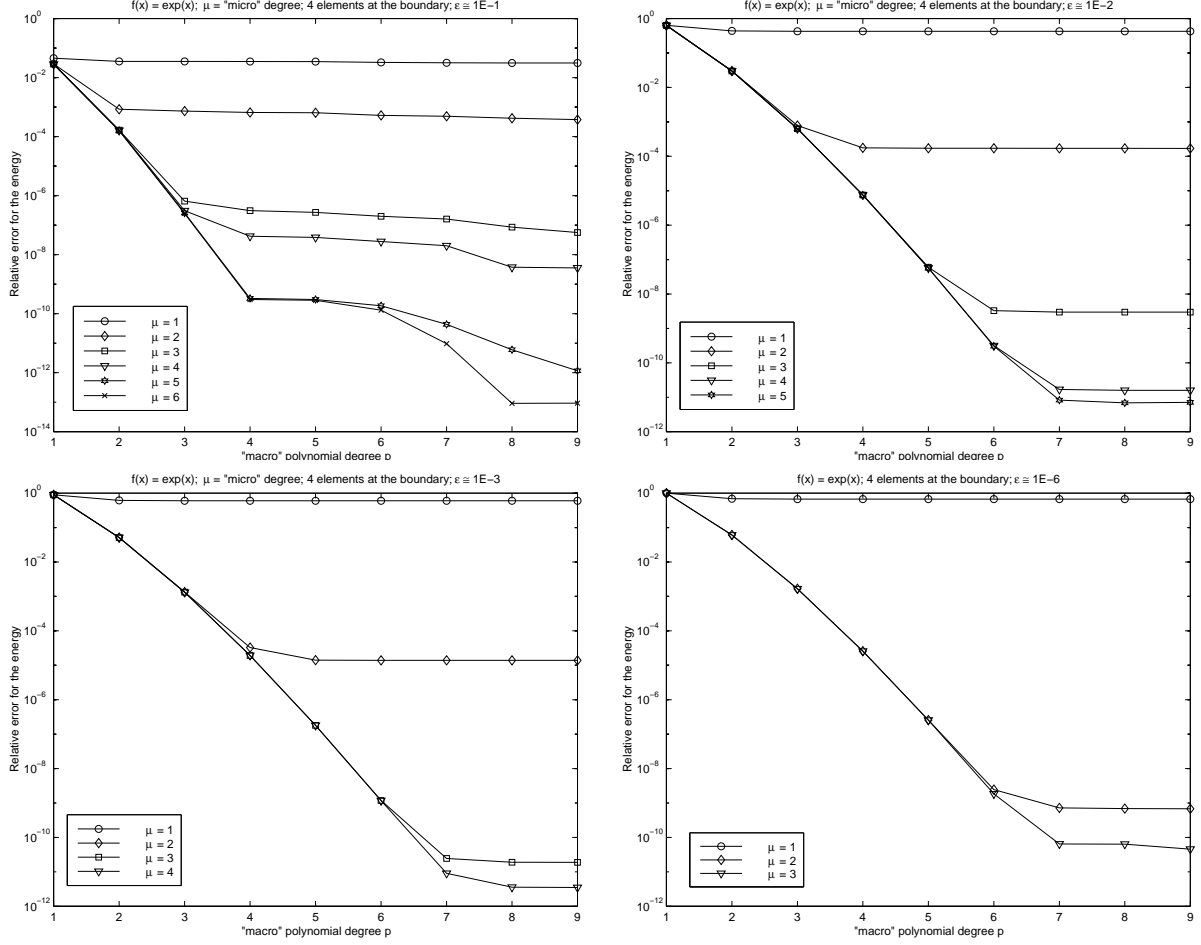 f(x) = exp(x); μ = "micro" degree; 4 elements at the boundary; ε ≅ 1E−1
10^0
10^−2
10^−4
10^−6
10^−8
10^−10
10^−12
10^−14
Relative error for the energy
μ = 1
μ = 2
μ = 3
μ = 4
μ = 5
μ = 6
1 2 3 4 5 6 7 8 9
"macro" polynomial degree p
f(x) = exp(x); μ = "micro" degree; 4 elements at the boundary; ε ≅ 1E−2
10^0
10^−2
10^−4
10^−6
10^−8
10^−10
10^−12
Relative error for the energy
μ = 1
μ = 2
μ = 3
μ = 4
μ = 5
1 2 3 4 5 6 7 8 9
"macro" polynomial degree p
f(x) = exp(x); μ = "micro" degree; 4 elements at the boundary; ε ≅ 1E−3
10^0
10^−2
10^−4
10^−6
10^−8
10^−10
10^−12
Relative error for the energy
μ = 1
μ = 2
μ = 3
μ = 4
1 2 3 4 5 6 7 8 9
"macro" polynomial degree p
f(x) = exp(x); 4 elements at the boundary; ε ≅ 1E−6
10^0
10^−2
10^−4
10^−6
10^−8
10^−10
10^−12
Relative error for the energy
μ = 1
μ = 2
μ = 3
1 2 3 4 5 6 7 8 9
"macro" polynomial degree p